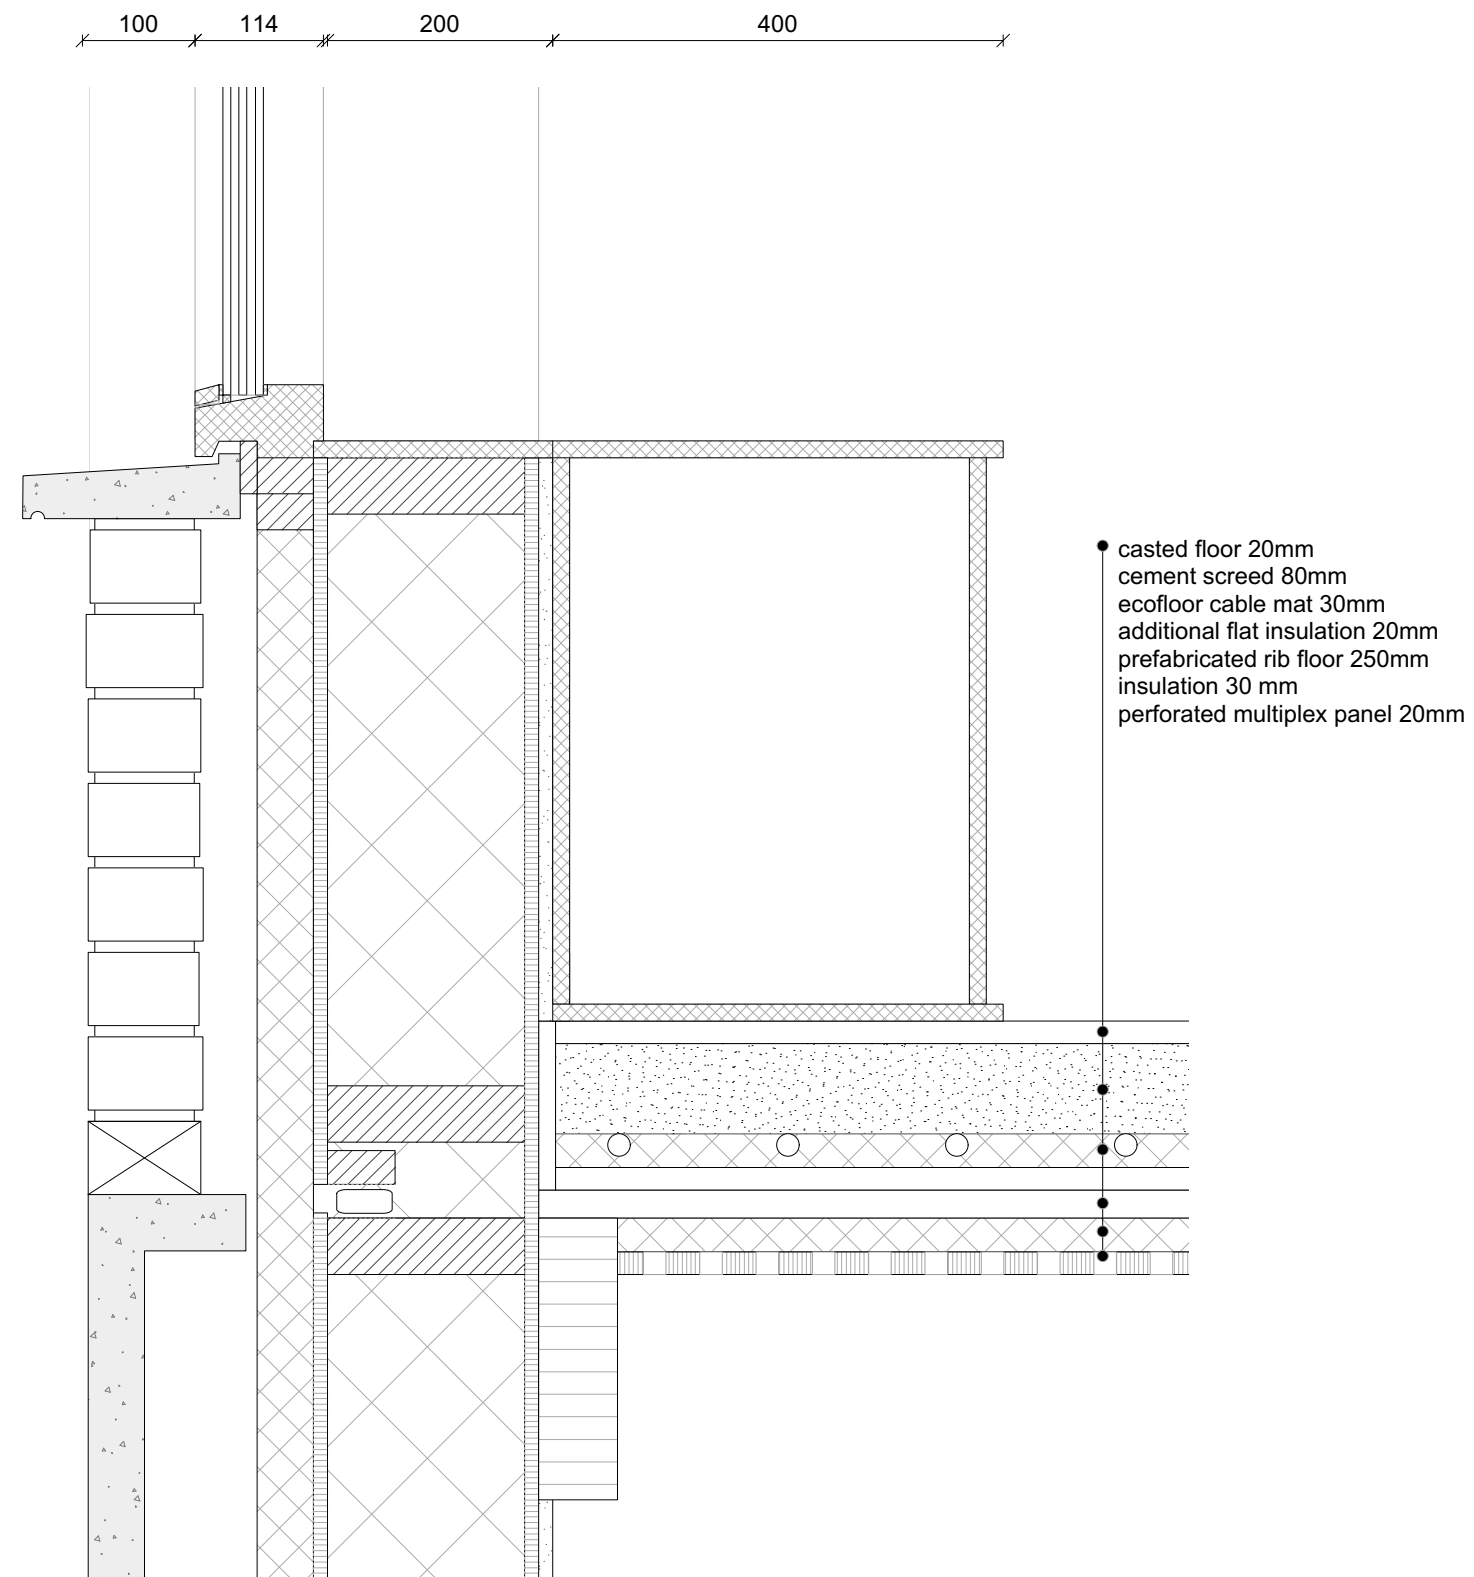 100 114 200 400
casted floor 20mm
cement screed 80mm
ecofloor cable mat 30mm
additional flat insulation 20mm
prefabricated rib floor 250mm
insulation 30 mm
perforated multiplex panel 20mm